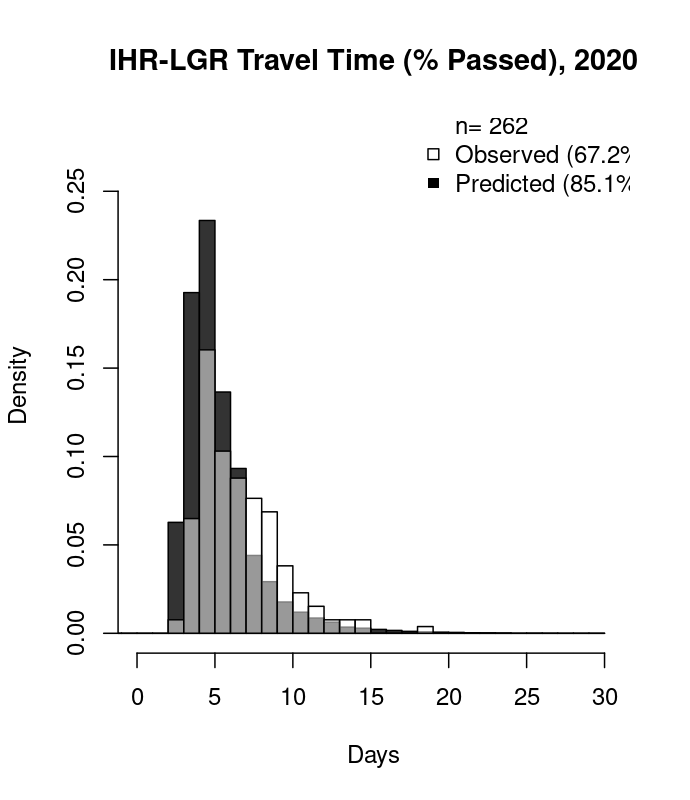 IHR-LGR Travel Time (% Passed), 2020
n= 262
Observed (67.2%
Predicted (85.1%
0.25
0.20
0.15
0.10
0.05
0.00
Density
0 5 10 15 20 25 30
Days